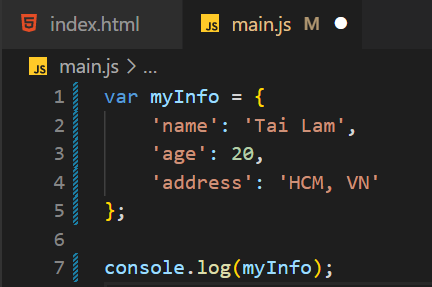 index.html
main.js M
JS main.js > ...
1 var myInfo = {
2 'name': 'Tai Lam',
3 'age': 20,
4 'address': 'HCM, VN'
5 };
6
7 console.log(myInfo);